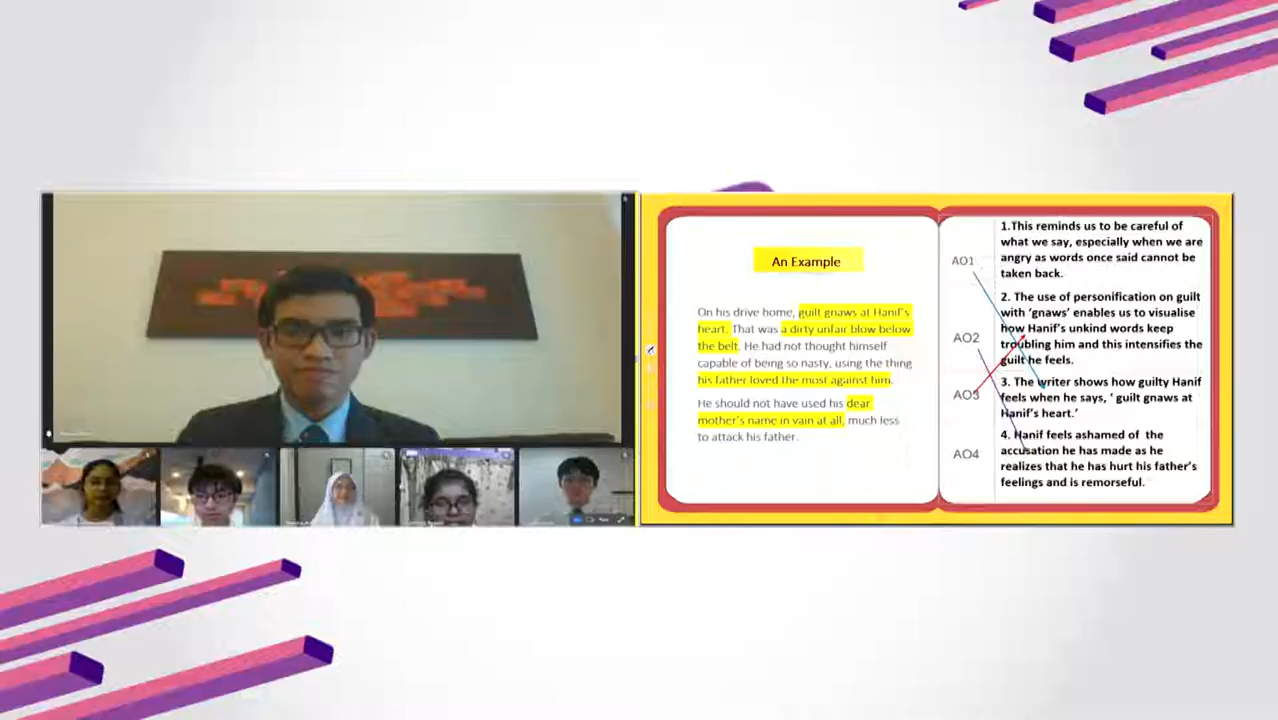 An Example
On his drive home, guilt gnaws at Hanif's
heart. That was a dirty unfair blow below
the belt. He had not thought himself
capable of being so nasty, using the thing
his father loved the most against him.
He should not have used his dear
mother's name in vain at all, much less
to attack his father.
AO1
AO2
AO3
AO4
1.This reminds us to be careful of
what we say, especially when we are
angry as words once said cannot be
taken back.
2. The use of personification on guilt
with 'gnaws' enables us to visualise
how Hanif's unkind words keep
troubling him and this intensifies the
guilt he feels.
3. The writer shows how guilty Hanif
feels when he says, ' guilt gnaws at
Hanif's heart.'
4. Hanif feels ashamed of the
accusation he has made as he
realizes that he has hurt his father's
feelings and is remorseful.